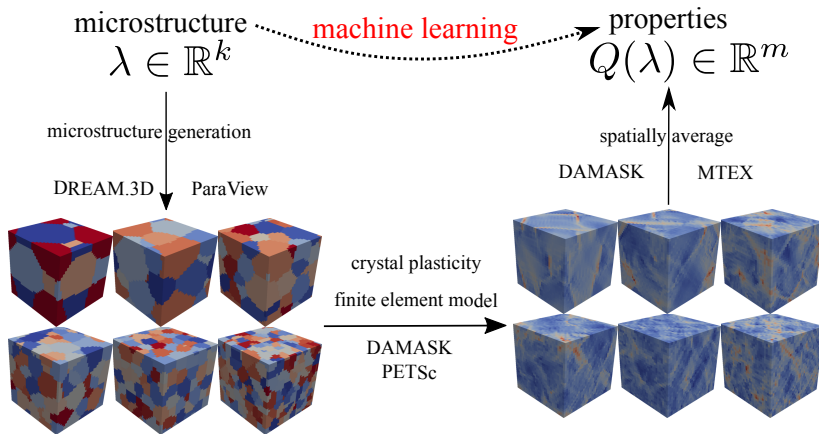 microstructure
machine learning
properties
λ ∈ ℝ^k
Q(λ) ∈ ℝ^m
microstructure generation
DREAM.3D ParaView
spatially average
DAMASK MTEX
crystal plasticity
finite element model
DAMASK
PETSc